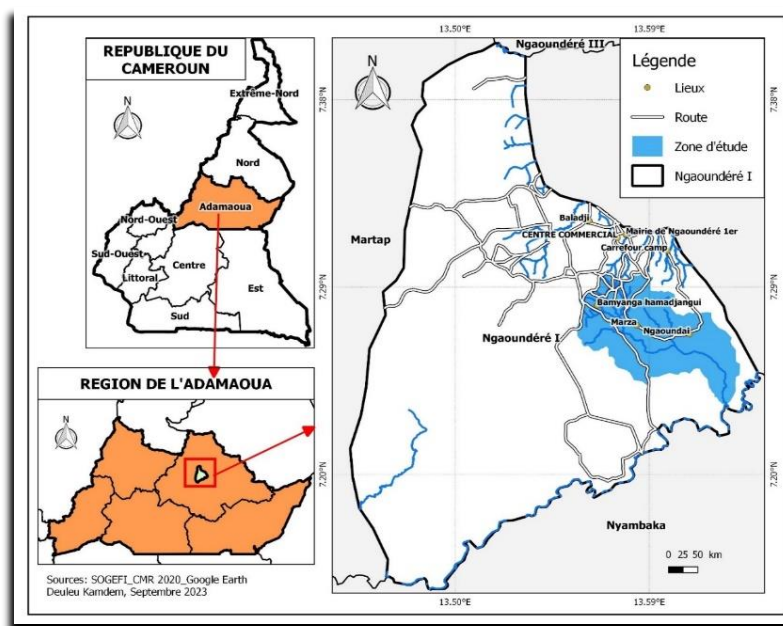 REPUBLIQUE DU
CAMEROUN
N
Extrême-Nord
Nord
Adamaoua
Nord-Ouest
Sud-Ouest
Centre
Littoral
Est
Sud
REGION DE L'ADAMAOUA
N
Sources: SOGEFI_CMR 2020_Google Earth
Deuleu Kamdem, Septembre 2023
13.50°E
13.59°E
Ngaoundéré III
N
7.38°N
7.38°N
Martap
Baladji
CENTRE COMMERCIAL
Mairie de Ngaoundéré 1er
Carrefour camp
7.29°N
7.29°N
Bamyanga hamadjangui
Marza
Ngaoundai
Ngaoundéré I
7.20°N
7.20°N
Nyambaka
0 25 50 km
13.50°E
13.59°E
Légende
Lieux
Route
Zone d'étude
Ngaoundéré I